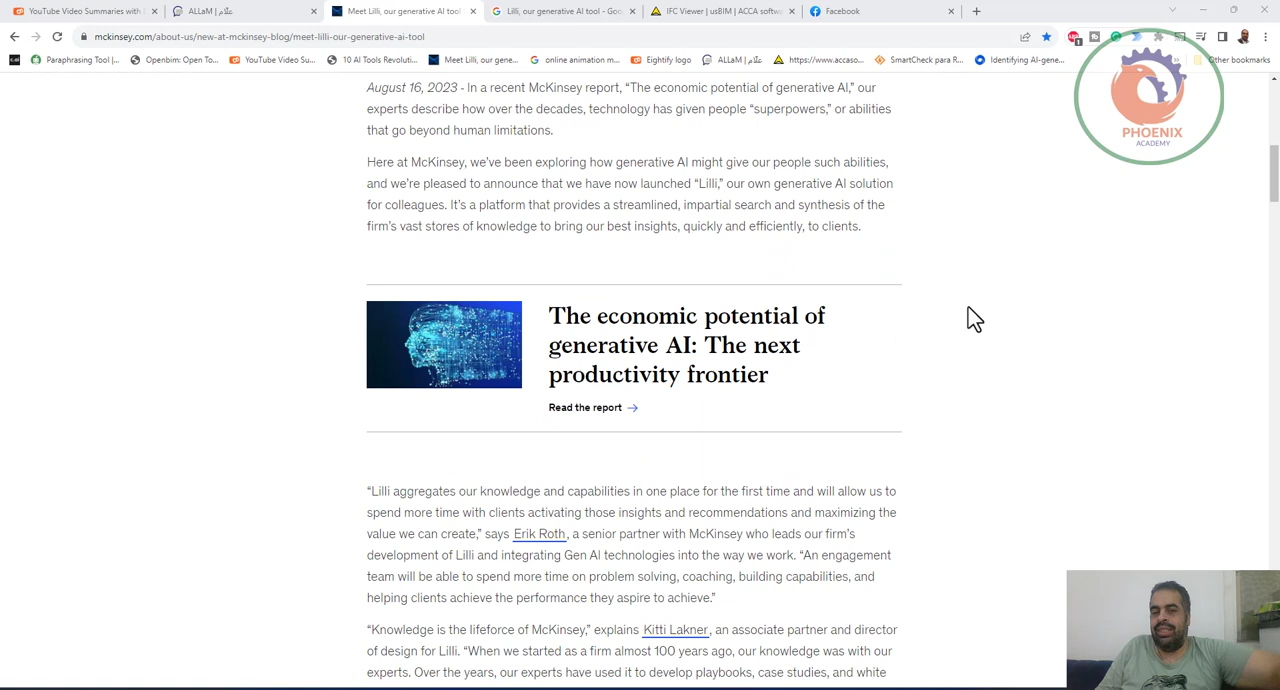 YouTube Video Summaries with E
ALLaM | علّام
Meet Lilli, our generative AI tool
Lilli, our generative AI tool - Goo
IFC Viewer | usBIM | ACCA softwa
Facebook
mckinsey.com/about-us/new-at-mckinsey-blog/meet-lilli-our-generative-ai-tool
Paraphrasing Tool |...
Openbim: Openbim To...
YouTube Video Su...
10 AI Tools Revoluti...
Meet Lilli, our gene...
online animation m...
Eightify logo
ALLaM | علّام
https://www.accaso...
SmartCheck para R...
Identifying AI-gene...
Other bookmarks
PHOENIX
ACADEMY
August 16, 2023 - In a recent McKinsey report, “The economic potential of generative AI,” our
experts describe how over the decades, technology has given people “superpowers,” or abilities
that go beyond human limitations.
Here at McKinsey, we’ve been exploring how generative AI might give our people such abilities,
and we’re pleased to announce that we have now launched “Lilli,” our own generative AI solution
for colleagues. It’s a platform that provides a streamlined, impartial search and synthesis of the
firm’s vast stores of knowledge to bring our best insights, quickly and efficiently, to clients.
The economic potential of
generative AI: The next
productivity frontier
Read the report
“Lilli aggregates our knowledge and capabilities in one place for the first time and will allow us to
spend more time with clients activating those insights and recommendations and maximizing the
value we can create,” says Erik Roth, a senior partner with McKinsey who leads our firm’s
development of Lilli and integrating Gen AI technologies into the way we work. “An engagement
team will be able to spend more time on problem solving, coaching, building capabilities, and
helping clients achieve the performance they aspire to achieve.”
“Knowledge is the lifeforce of McKinsey,” explains Kitti Lakner, an associate partner and director
of design for Lilli. “When we started as a firm almost 100 years ago, our knowledge was with our
experts. Over the years, our experts have used it to develop playbooks, case studies, and white